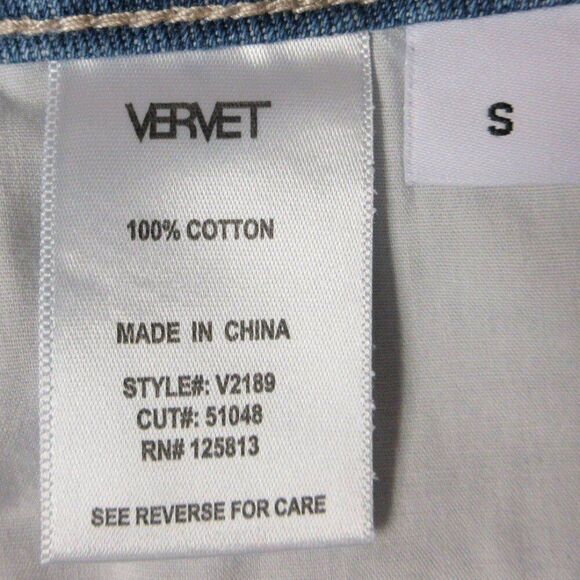 VERVET
S
100% COTTON
MADE IN CHINA
STYLE#: V2189
CUT#: 51048
RN# 125813
SEE REVERSE FOR CARE